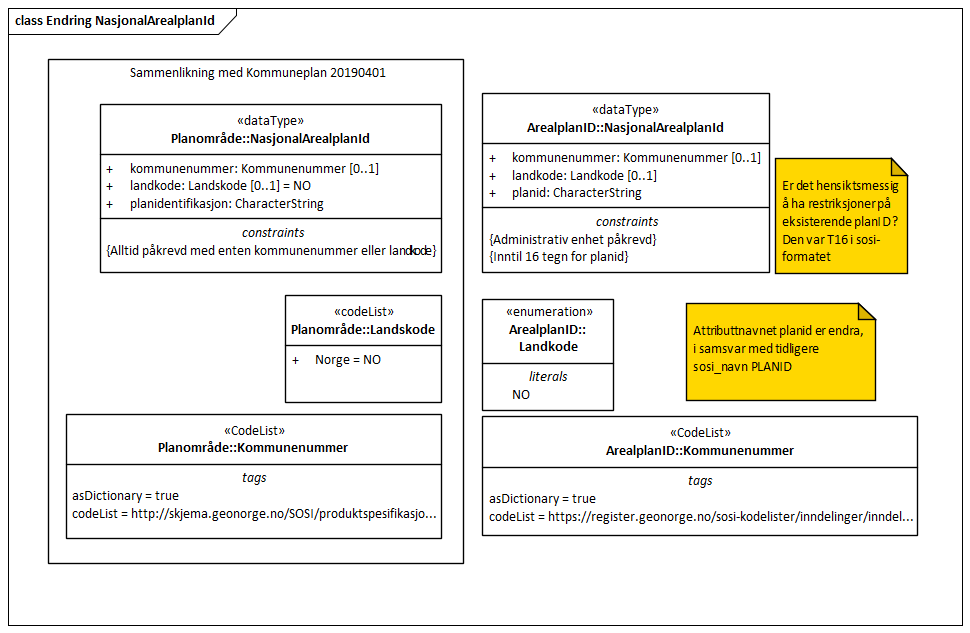 class Endring NasjonalArealplanId
Sammenlikning med Kommuneplan 20190401
«dataType»
Planområde::NasjonalArealplanId
+ kommunenummer: Kommunenummer [0..1]
+ landkode: Landskode [0..1] = NO
+ planidentifikasjon: CharacterString
constraints
{Alltid påkrevd med enten kommunenummer eller landkode}
«codeList»
Planområde::Landskode
+ Norge = NO
«CodeList»
Planområde::Kommunenummer
tags
asDictionary = true
codeList = http://skjema.geonorge.no/SOSI/produktspesifikasjo...
«dataType»
ArealplanID::NasjonalArealplanId
+ kommunenummer: Kommunenummer [0..1]
+ landkode: Landkode [0..1]
+ planid: CharacterString
constraints
{Administrativ enhet påkrevd}
{Inntil 16 tegn for planid}
Er det hensiktsmessig
å ha restriksjoner på
eksisterende planID?
Den var T16 i sosi-
formatet
«enumeration»
ArealplanID::
Landkode
literals
NO
Attributtnavnet planid er endra,
i samsvar med tidligere
sosi_navn PLANID
«CodeList»
ArealplanID::Kommunenummer
tags
asDictionary = true
codeList = https://register.geonorge.no/sosi-kodelister/inndelinger/inndel...